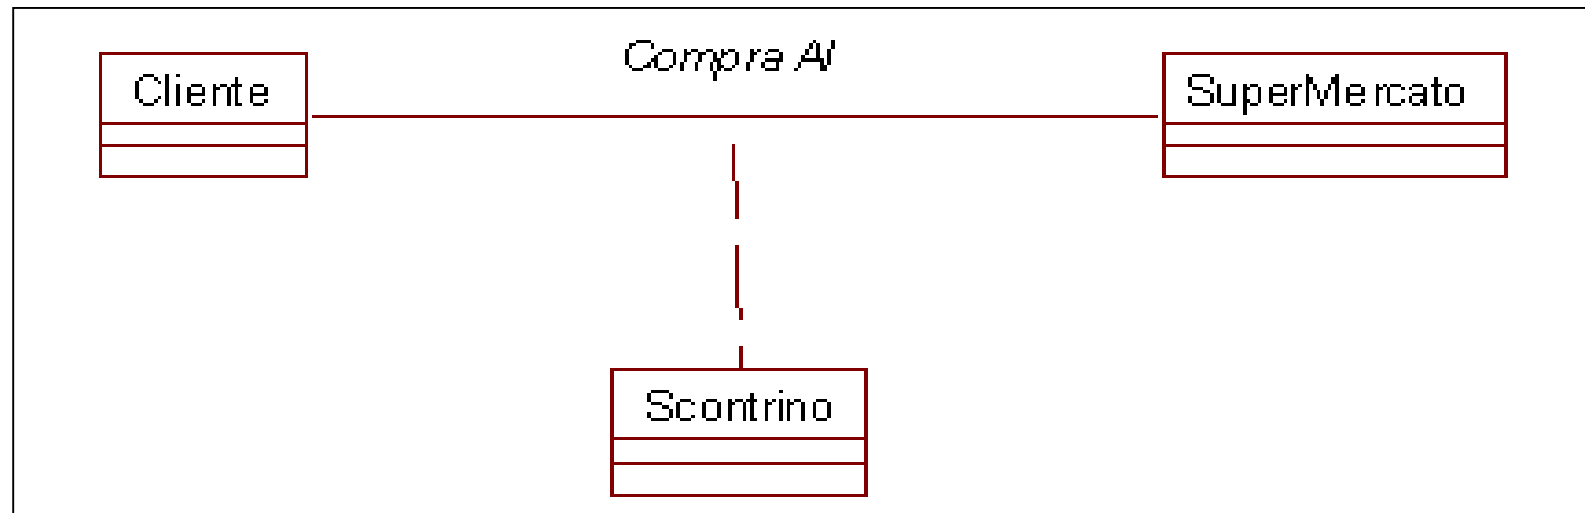 Compra Al
Cliente
SuperMercato
Scontrino